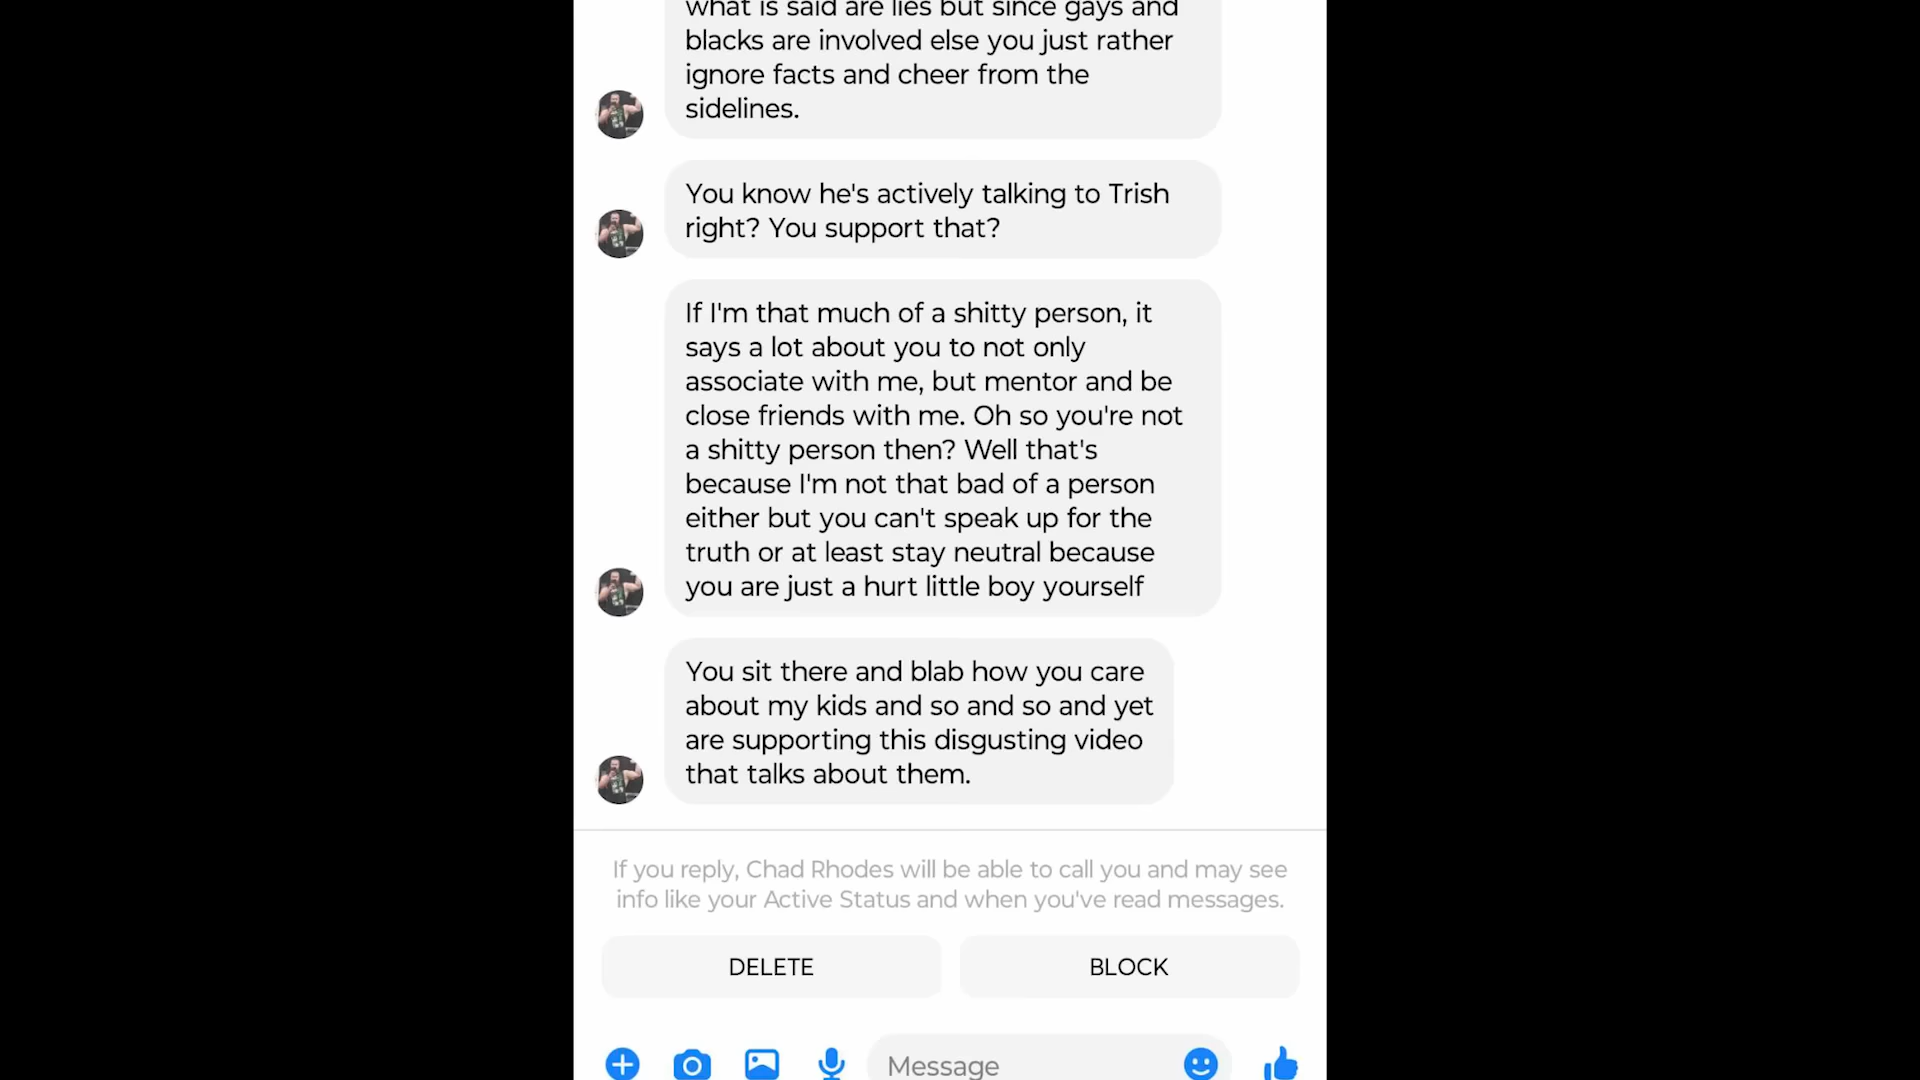 what is said are lies but since gays and
blacks are involved else you just rather
ignore facts and cheer from the
sidelines.
You know he's actively talking to Trish
right? You support that?
If I'm that much of a shitty person, it
says a lot about you to not only
associate with me, but mentor and be
close friends with me. Oh so you're not
a shitty person then? Well that's
because I'm not that bad of a person
either but you can't speak up for the
truth or at least stay neutral because
you are just a hurt little boy yourself
You sit there and blab how you care
about my kids and so and so and yet
are supporting this disgusting video
that talks about them.
If you reply, Chad Rhodes will be able to call you and may see
info like your Active Status and when you've read messages.
DELETE
BLOCK
Message